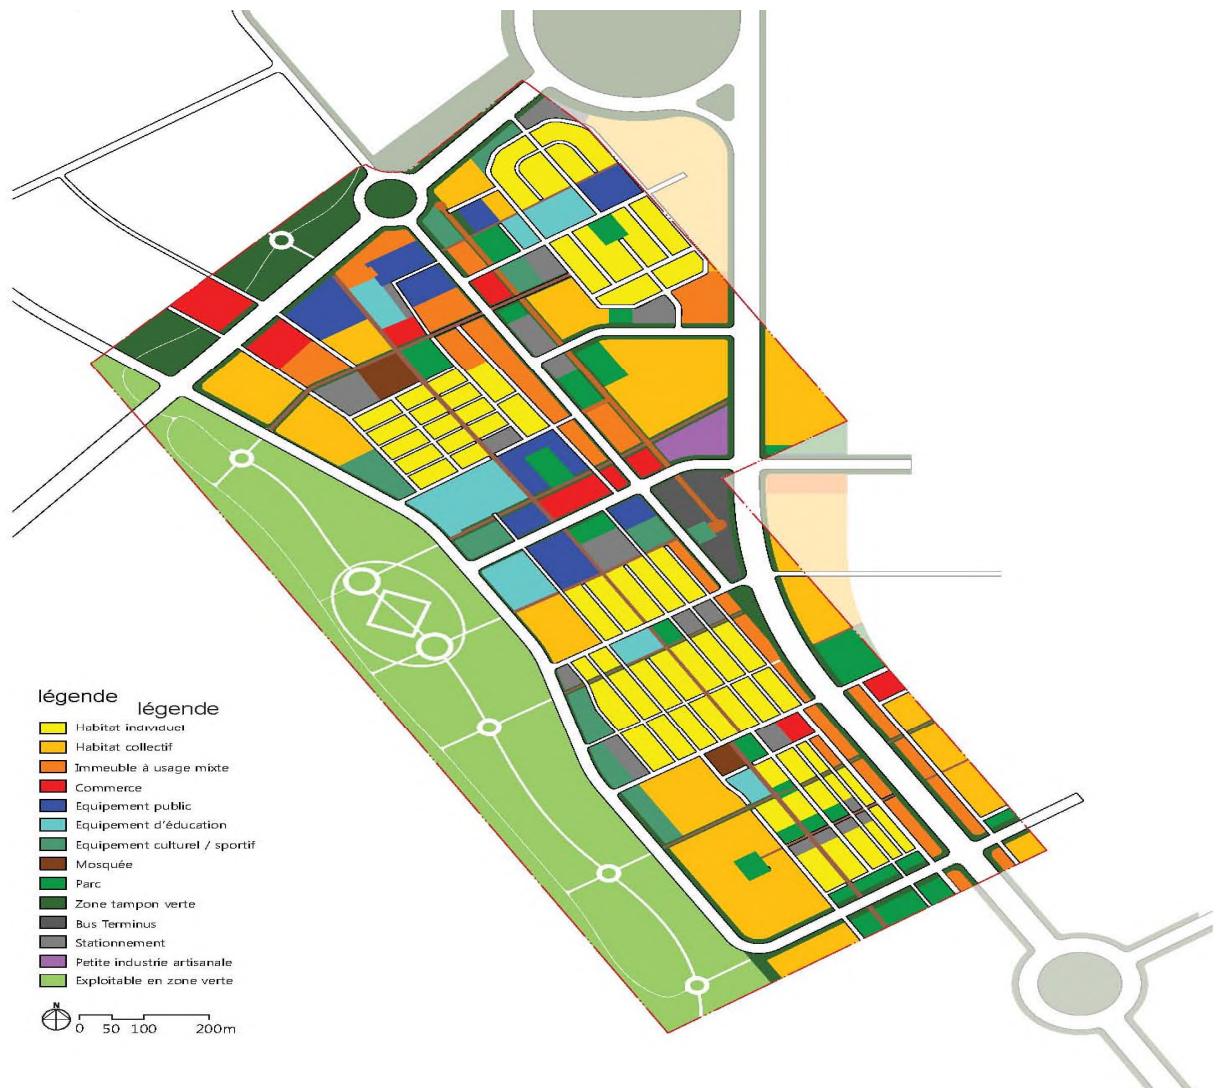 légende
légende
Habitat individuel
Habitat collectif
Immeuble à usage mixte
Commerce
Equipement public
Equipement d'éducation
Equipement culturel / sportif
Mosquée
Parc
Zone tampon verte
Bus Terminus
Stationnement
Petite industrie artisanale
Exploitable en zone verte
N
0 50 100 200m